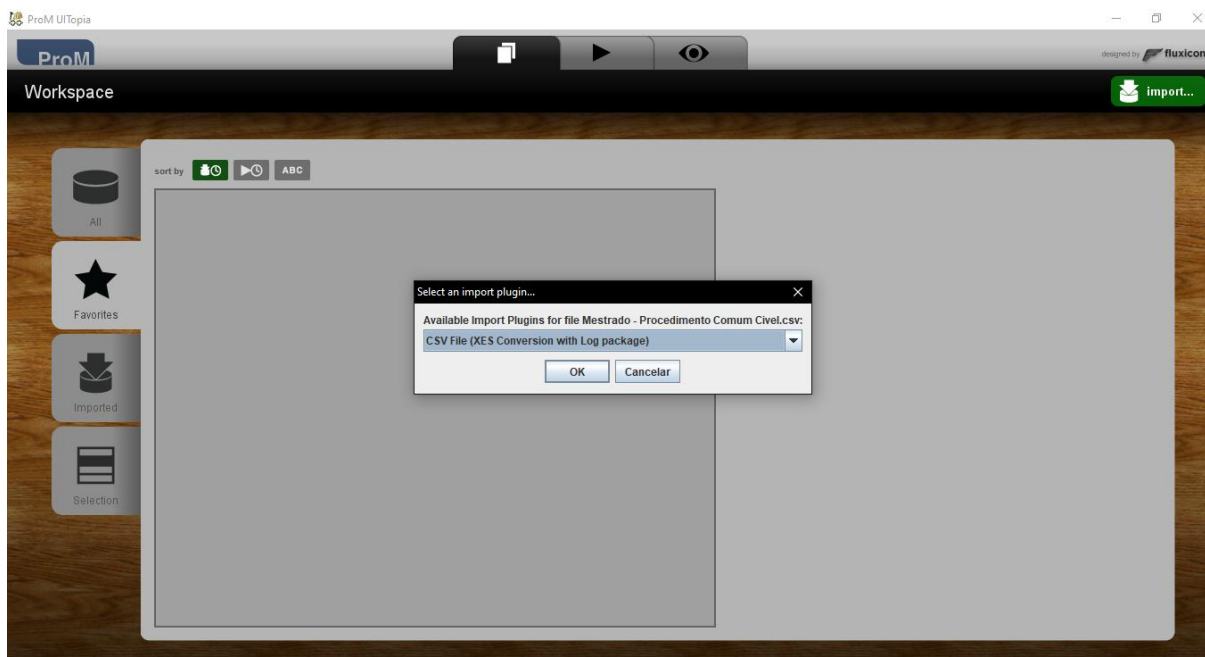 ProM UITopia
ProM
designed by fluxicon
Workspace
import...
sort by ABC
All
Favorites
Imported
Selection
Select an import plugin...
Available Import Plugins for file Mestrado - Procedimento Comum Civel.csv:
CSV File (XES Conversion with Log package)
OK Cancelar